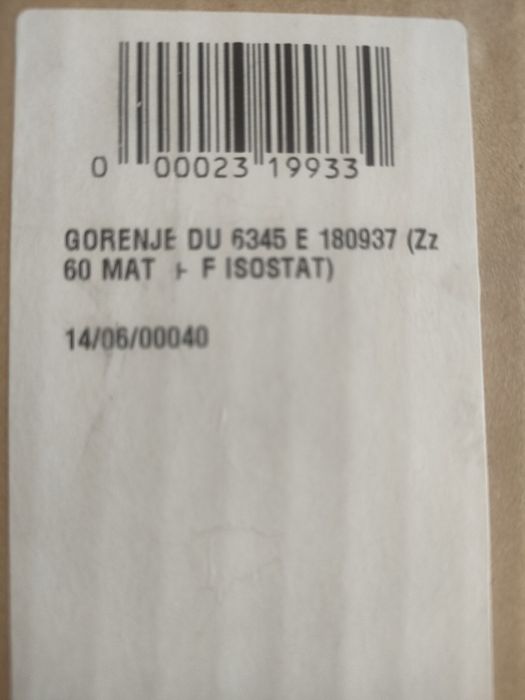 0 00023 19933
GORENJE DU 6345 E 180937 (Zz
60 MAT + F ISOSTAT)
14/06/00040